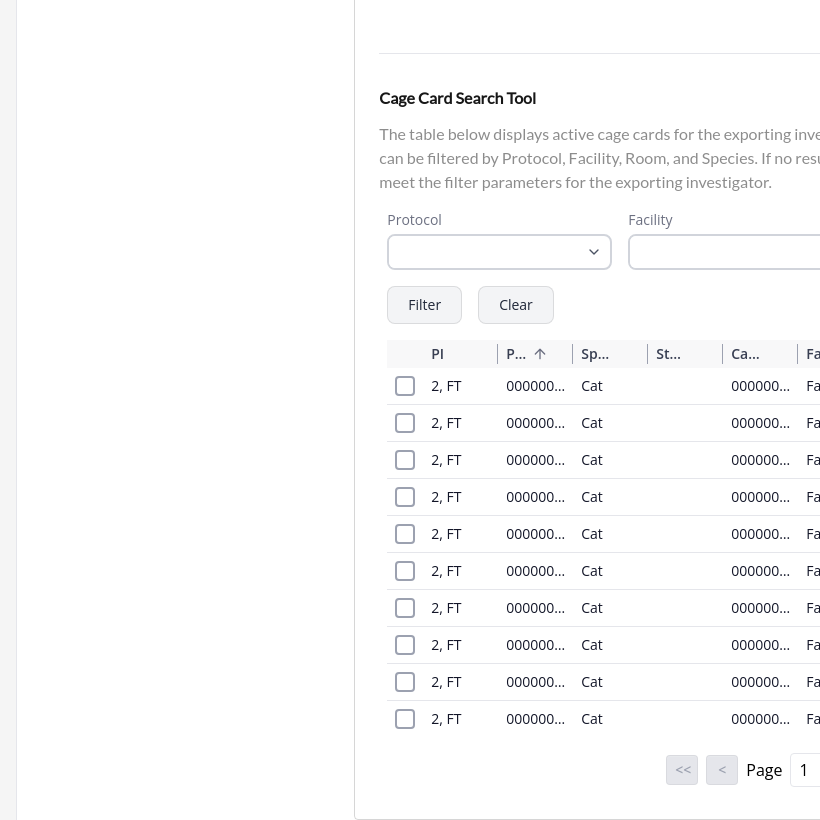 Cage Card Search Tool
The table below displays active cage cards for the exporting
can be filtered by Protocol, Facility, Room, and Species. If no
meet the filter parameters for the exporting investigator.
Protocol Facility
Filter Clear
PI P... Sp... St... Ca... Fa
2, FT 000000... Cat 000000... Fa
2, FT 000000... Cat 000000... Fa
2, FT 000000... Cat 000000... Fa
2, FT 000000... Cat 000000... Fa
2, FT 000000... Cat 000000... Fa
2, FT 000000... Cat 000000... Fa
2, FT 000000... Cat 000000... Fa
2, FT 000000... Cat 000000... Fa
2, FT 000000... Cat 000000... Fa
2, FT 000000... Cat 000000... Fa
<< < Page 1